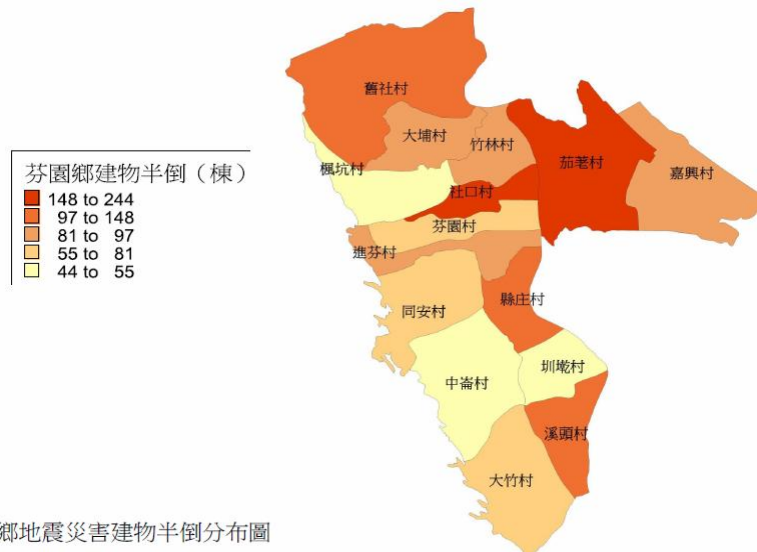 芬園鄉建物半倒（棟）
148 to 244
97 to 148
81 to 97
55 to 81
44 to 55
舊社村
大埔村
竹林村
茄荖村
嘉興村
楓坑村
社口村
芬園村
進芬村
縣庄村
同安村
圳墘村
中崙村
溪頭村
大竹村
鄉地震災害建物半倒分布圖